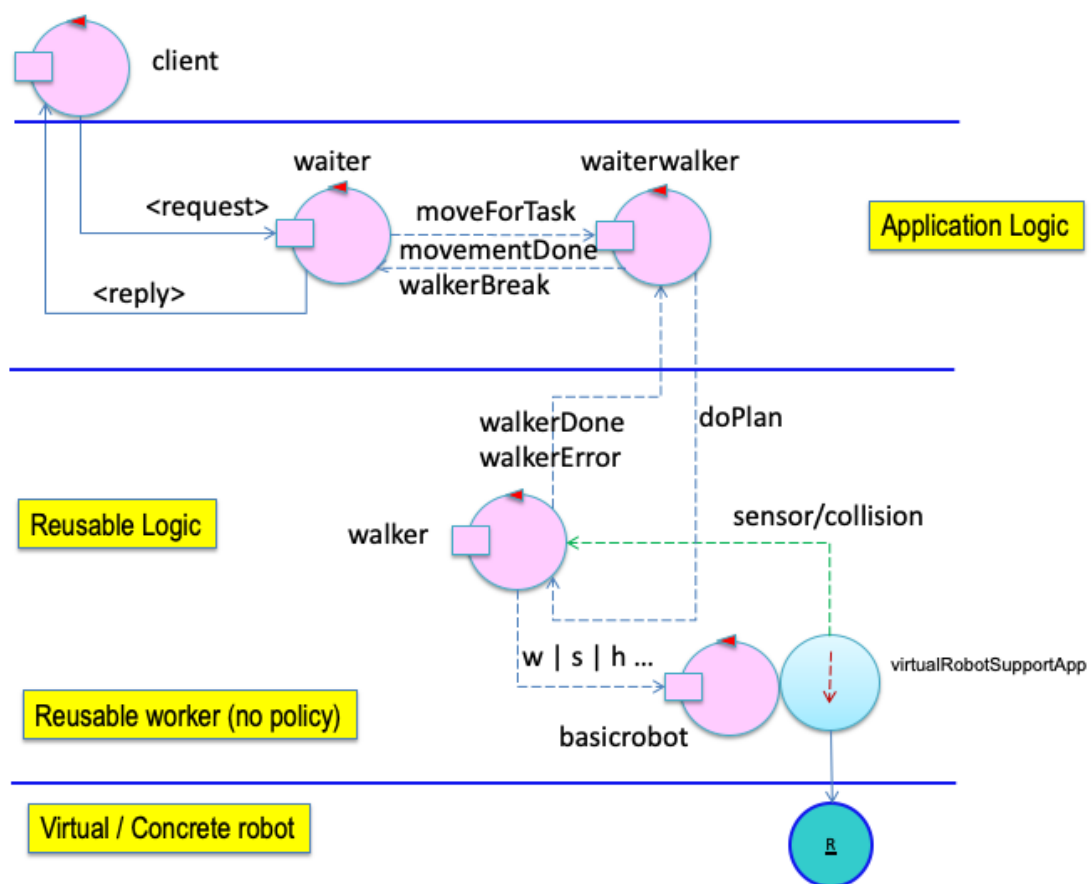 client
waiter
waiterwalker
<request>
moveForTask
movementDone
walkerBreak
<reply>
Application Logic
walkerDone
walkerError
doPlan
Reusable Logic
walker
sensor/collision
w | s | h ...
virtualRobotSupportApp
Reusable worker (no policy)
basicrobot
Virtual / Concrete robot
R